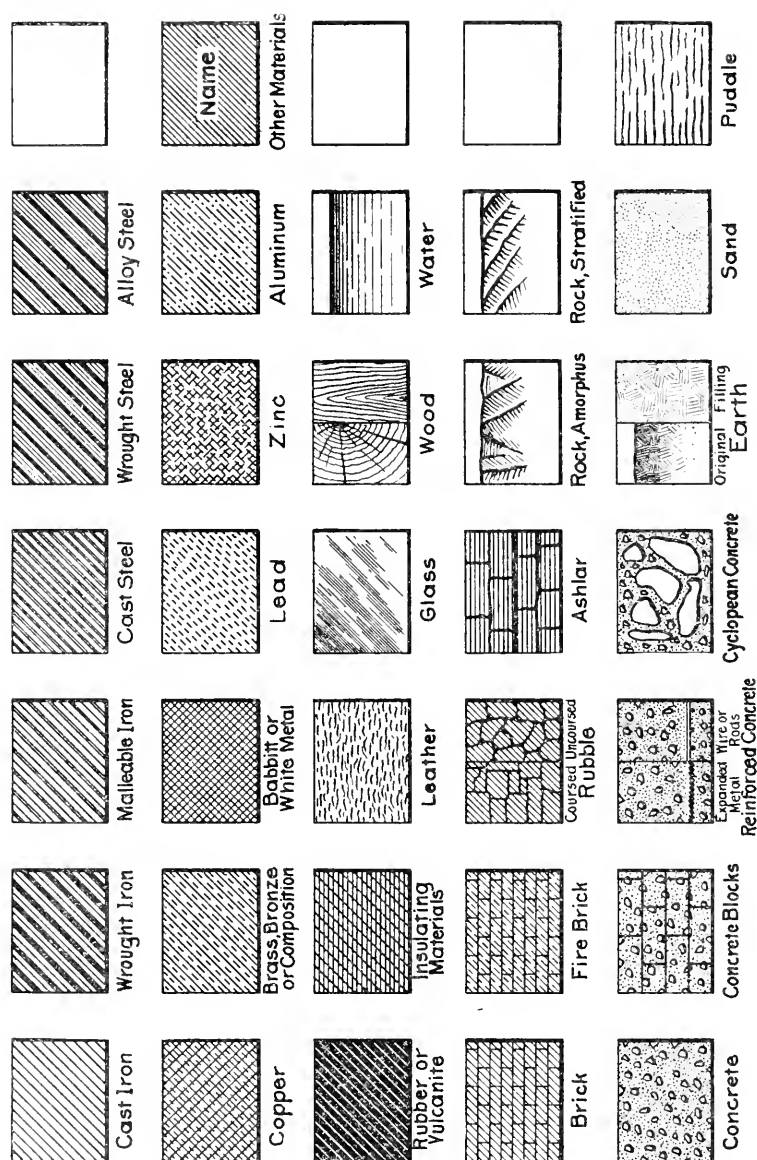 Cast Iron
Wrought Iron
Malleable Iron
Cast Steel
Wrought Steel
Alloy Steel
Copper
Brass, Bronze
or Composition
Babbitt or
White Metal
Lead
Zinc
Aluminum
Name
Other Materials
Rubber or
Vulcanite
Insulating
Materials
Leather
Glass
Wood
Water
Brick
Fire Brick
Coursed Uncoursed
Rubble
Ashlar
Rock, Amorphus
Rock, Stratified
Concrete
Concrete Blocks
Expanded
Metal
Wire or
Rods
Reinforced Concrete
Cyclopean Concrete
Original Filling
Earth
Sand
Puddle